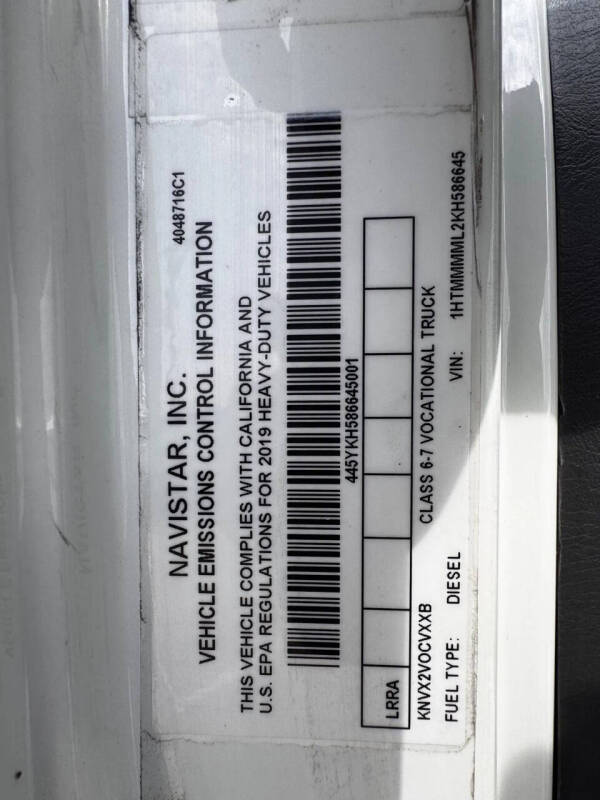 4048716C1
NAVISTAR, INC.
VEHICLE EMISSIONS CONTROL INFORMATION
THIS VEHICLE COMPLIES WITH CALIFORNIA AND
U.S. EPA REGULATIONS FOR 2019 HEAVY-DUTY VEHICLES
445YKH586645001
LRRA
KNVX2VOCVXXB CLASS 6-7 VOCATIONAL TRUCK
FUEL TYPE: DIESEL VIN: 1HTMMMML2KH586645